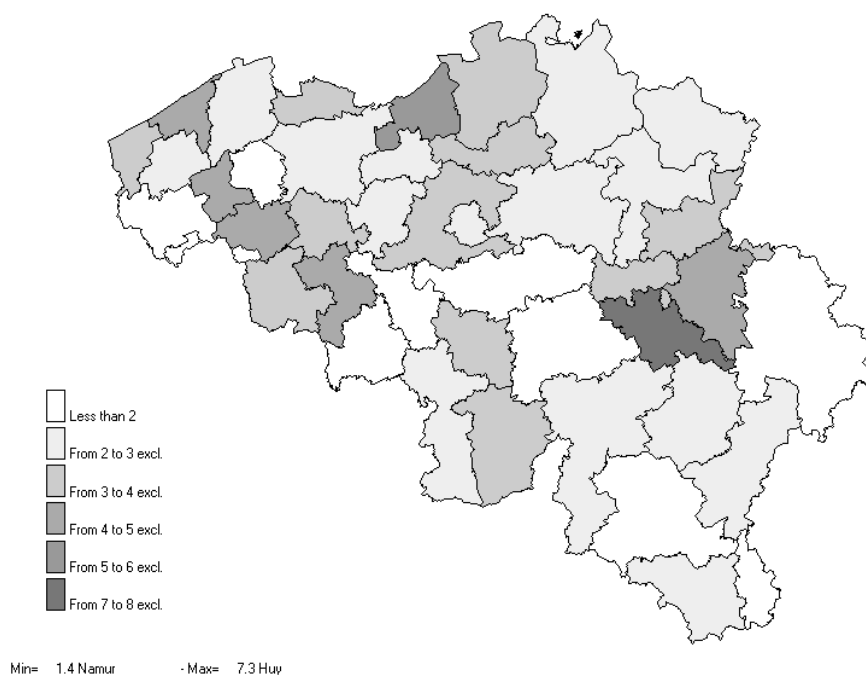 Less than 2
From 2 to 3 excl.
From 3 to 4 excl.
From 4 to 5 excl.
From 5 to 6 excl.
From 7 to 8 excl.
Min= 1.4 Namur - Max= 7.3 Huy